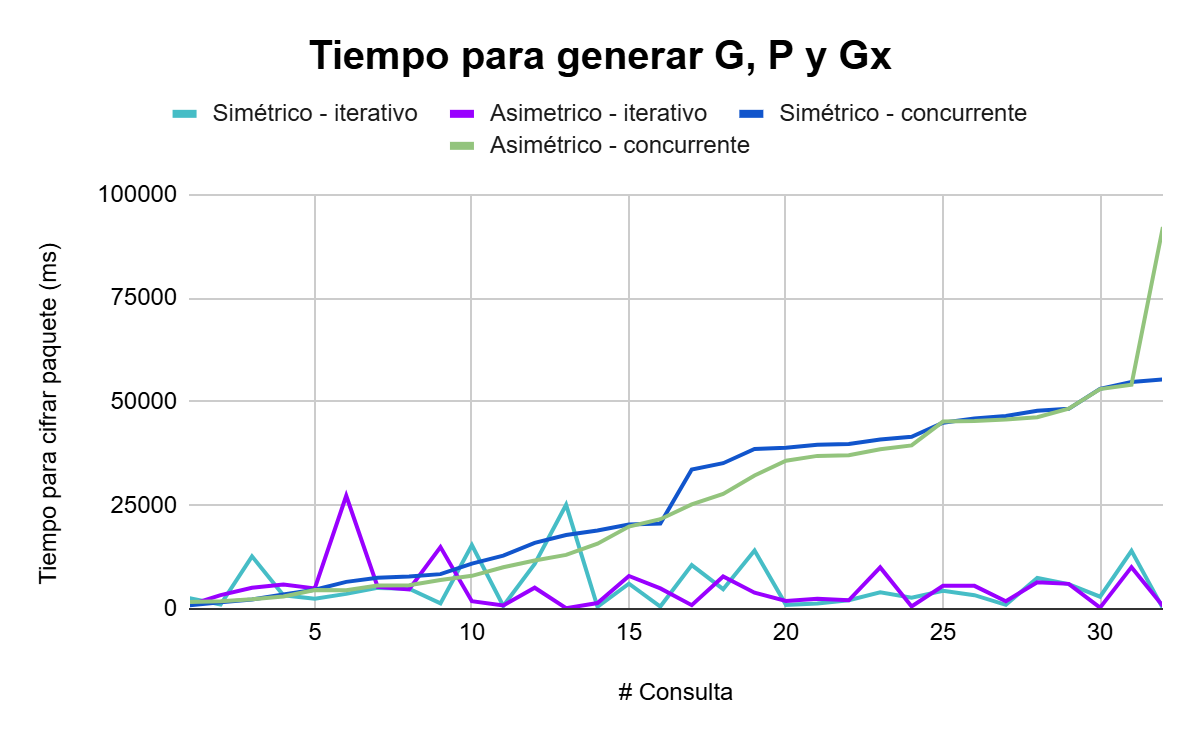 Tiempo para generar G, P y Gx
Simétrico - iterativo
Asimetrico - iterativo
Simétrico - concurrente
Asimétrico - concurrente
Tiempo para cifrar paquete (ms)
100000
75000
50000
25000
0
5
10
15
20
25
30
# Consulta